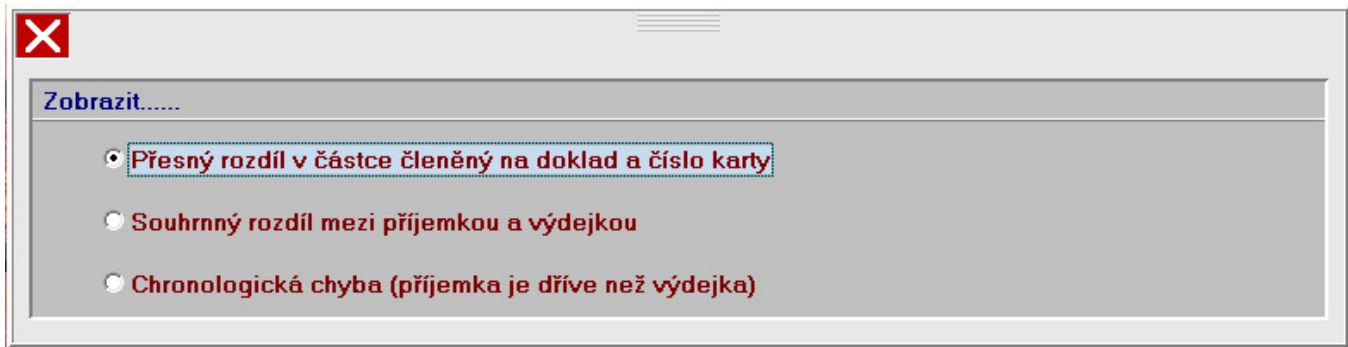 Zobrazit......
Přesný rozdíl v částce členěný na doklad a číslo karty
Souhrnný rozdíl mezi příjemkou a výdejkou
Chronologická chyba (příjemka je dříve než výdejka)